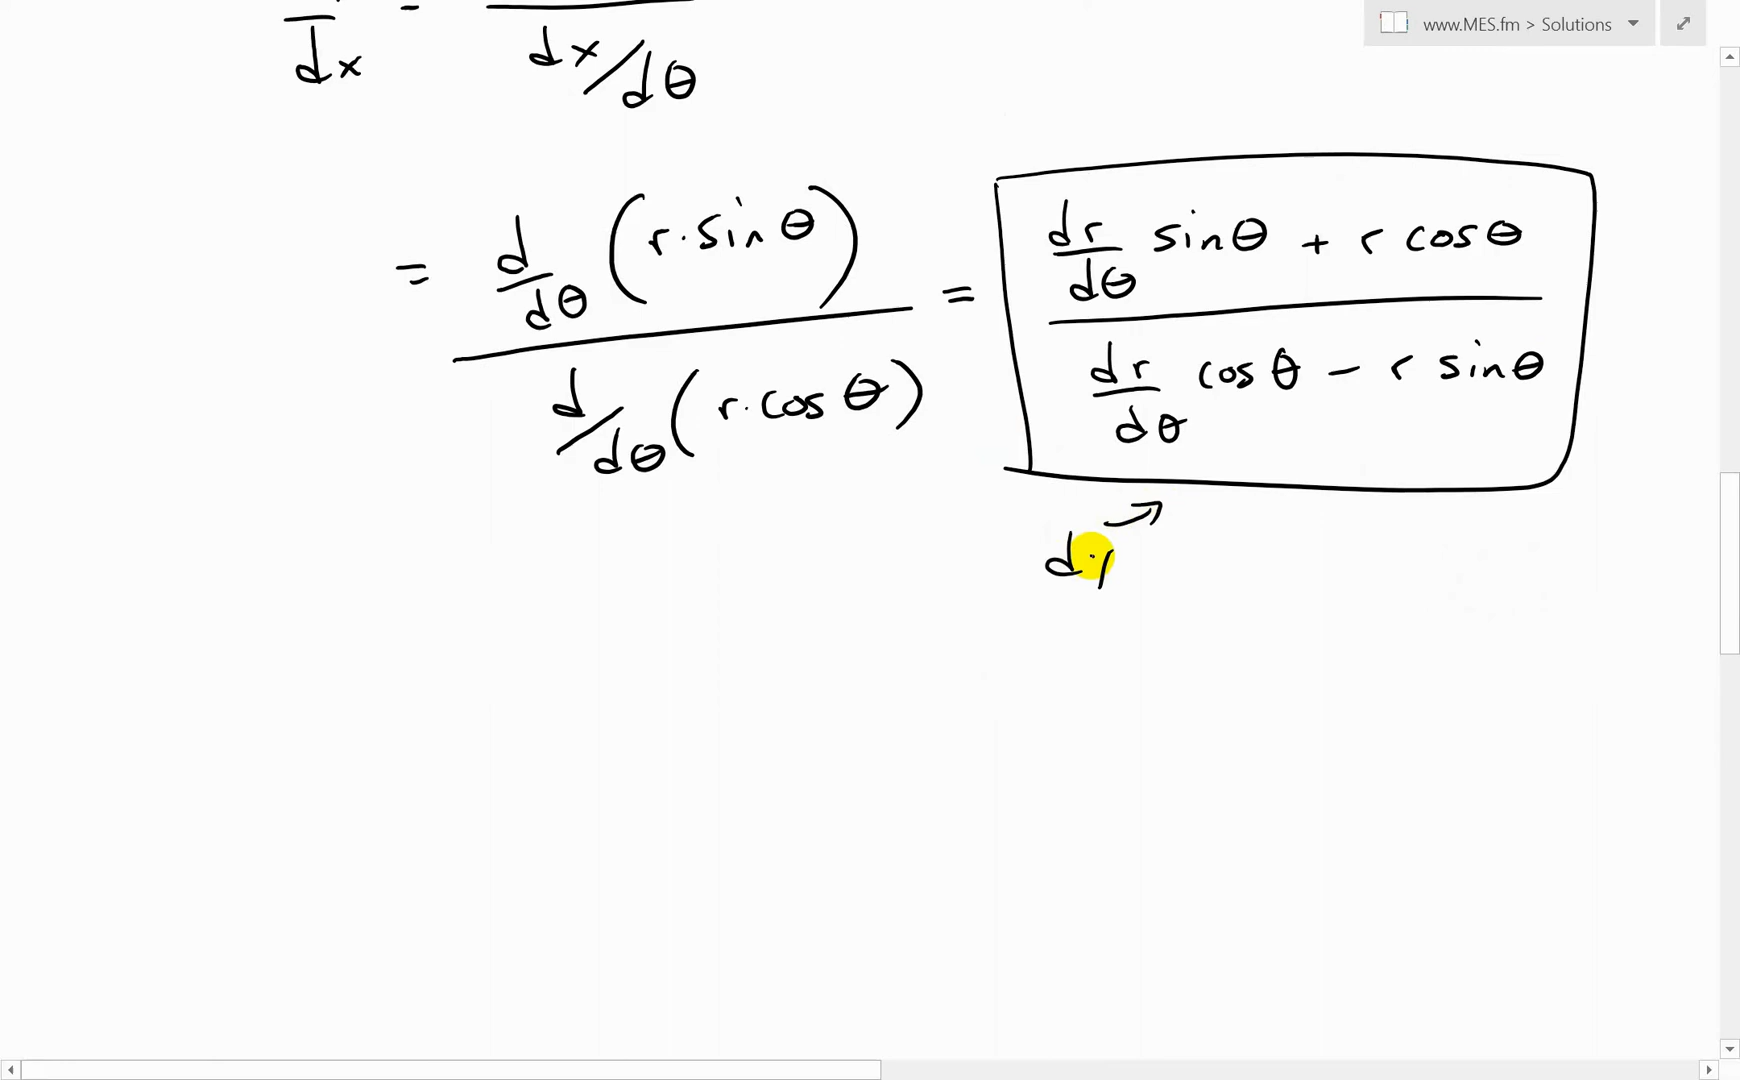 www.MES.fm > Solutions
dx = dx/dθ
= d/dθ (r·sinθ) / d/dθ (r·cosθ) = dr/dθ sinθ + r cosθ / dr/dθ cosθ - r sinθ
dy